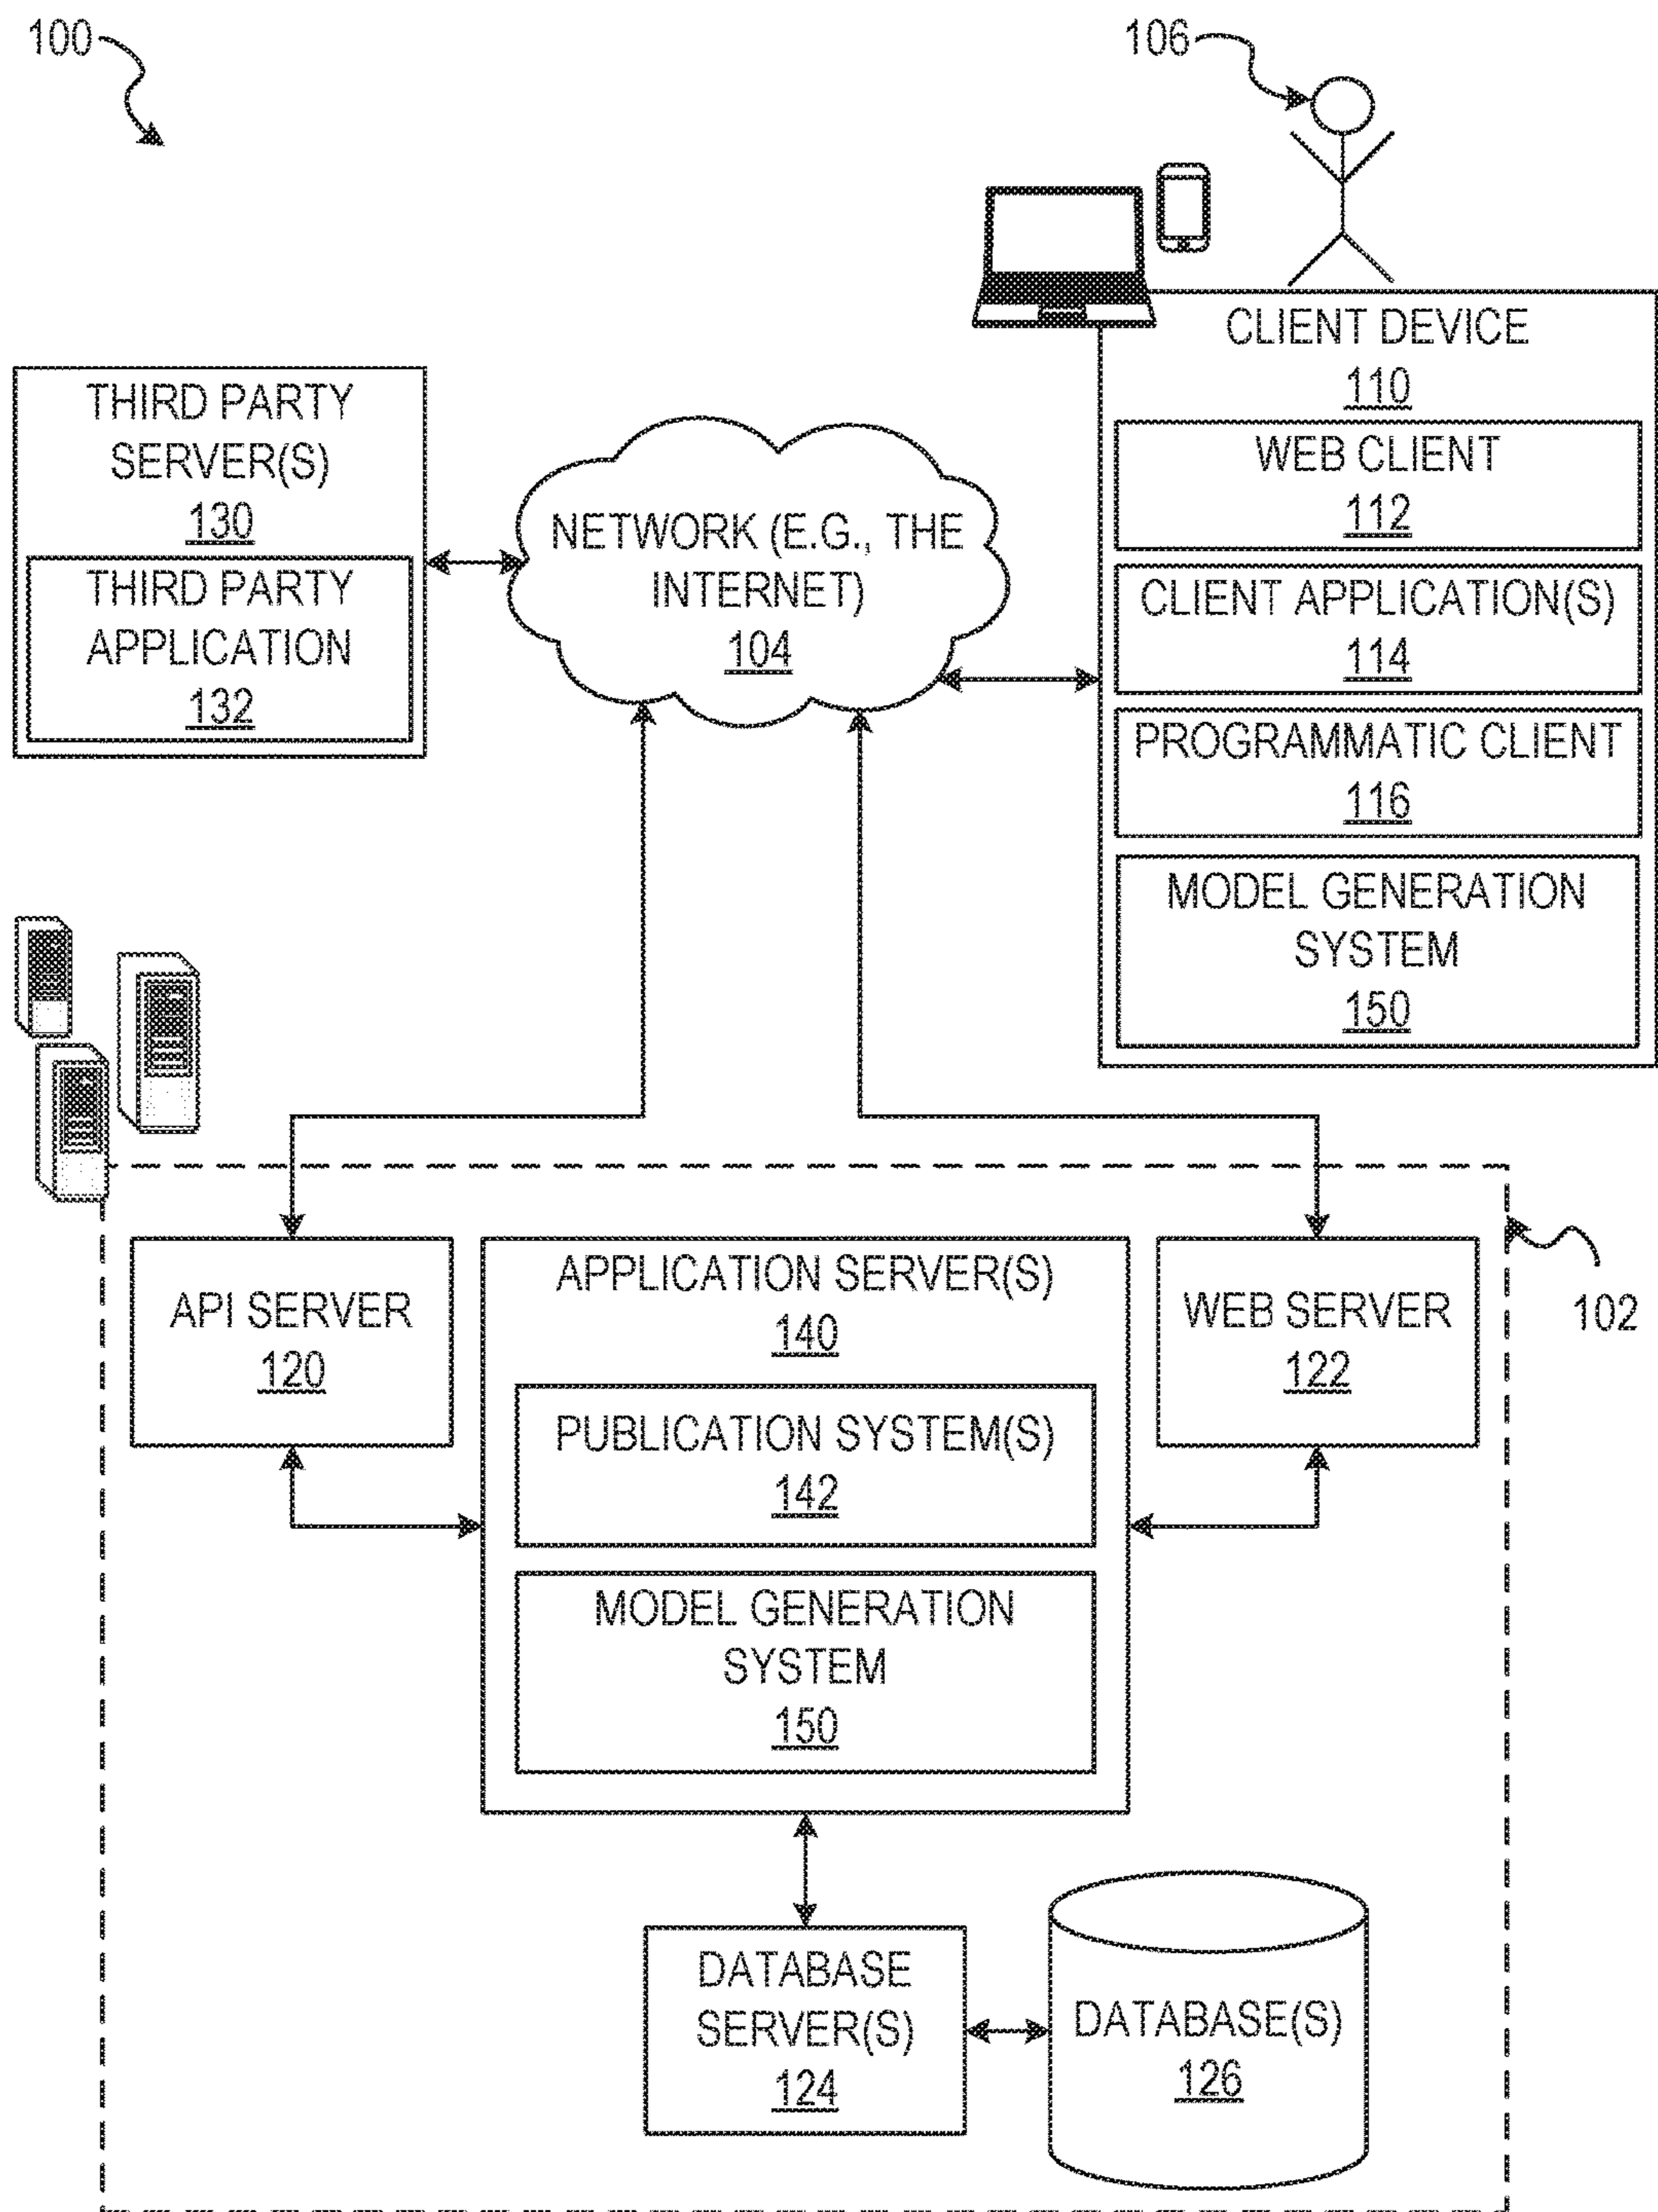 100
106
CLIENT DEVICE
110
WEB CLIENT
112
CLIENT APPLICATION(S)
114
PROGRAMMATIC CLIENT
116
MODEL GENERATION
SYSTEM
150
THIRD PARTY
SERVER(S)
130
THIRD PARTY
APPLICATION
132
NETWORK (E.G., THE
INTERNET)
104
102
API SERVER
120
APPLICATION SERVER(S)
140
PUBLICATION SYSTEM(S)
142
MODEL GENERATION
SYSTEM
150
WEB SERVER
122
DATABASE
SERVER(S)
124
DATABASE(S)
126